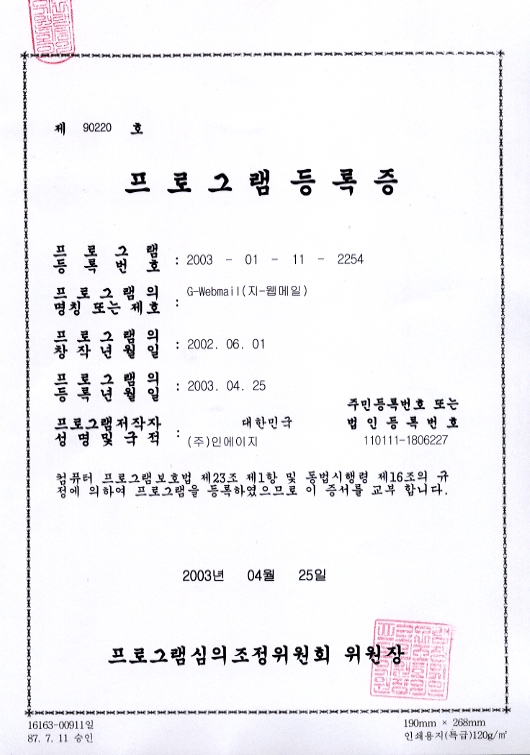 제 90220 호
프로그램등록증
프로그램
등록번호 : 2003 - 01 - 11 - 2254
프로그램의
명칭 또는 제호 : G-Webmail(지-웹메일)
프로그램의
창작년월일 : 2002. 06. 01
프로그램의
등록년월일 : 2003. 04. 25
프로그램저작자
성명 및 국적 : 대한민국
(주)인에이지
주민등록번호 또는
법인등록번호
110111-1806227
컴퓨터 프로그램보호법 제23조 제1항 및 동법시행령 제16조의 규
정에 의하여 프로그램을 등록하였으므로 이 증서를 교부 합니다.
2003년 04월 25일
프로그램심의조정위원회 위원장
16163-00911일
87. 7. 11 승인
190mm × 268mm
인쇄용지(특급)120g/㎡